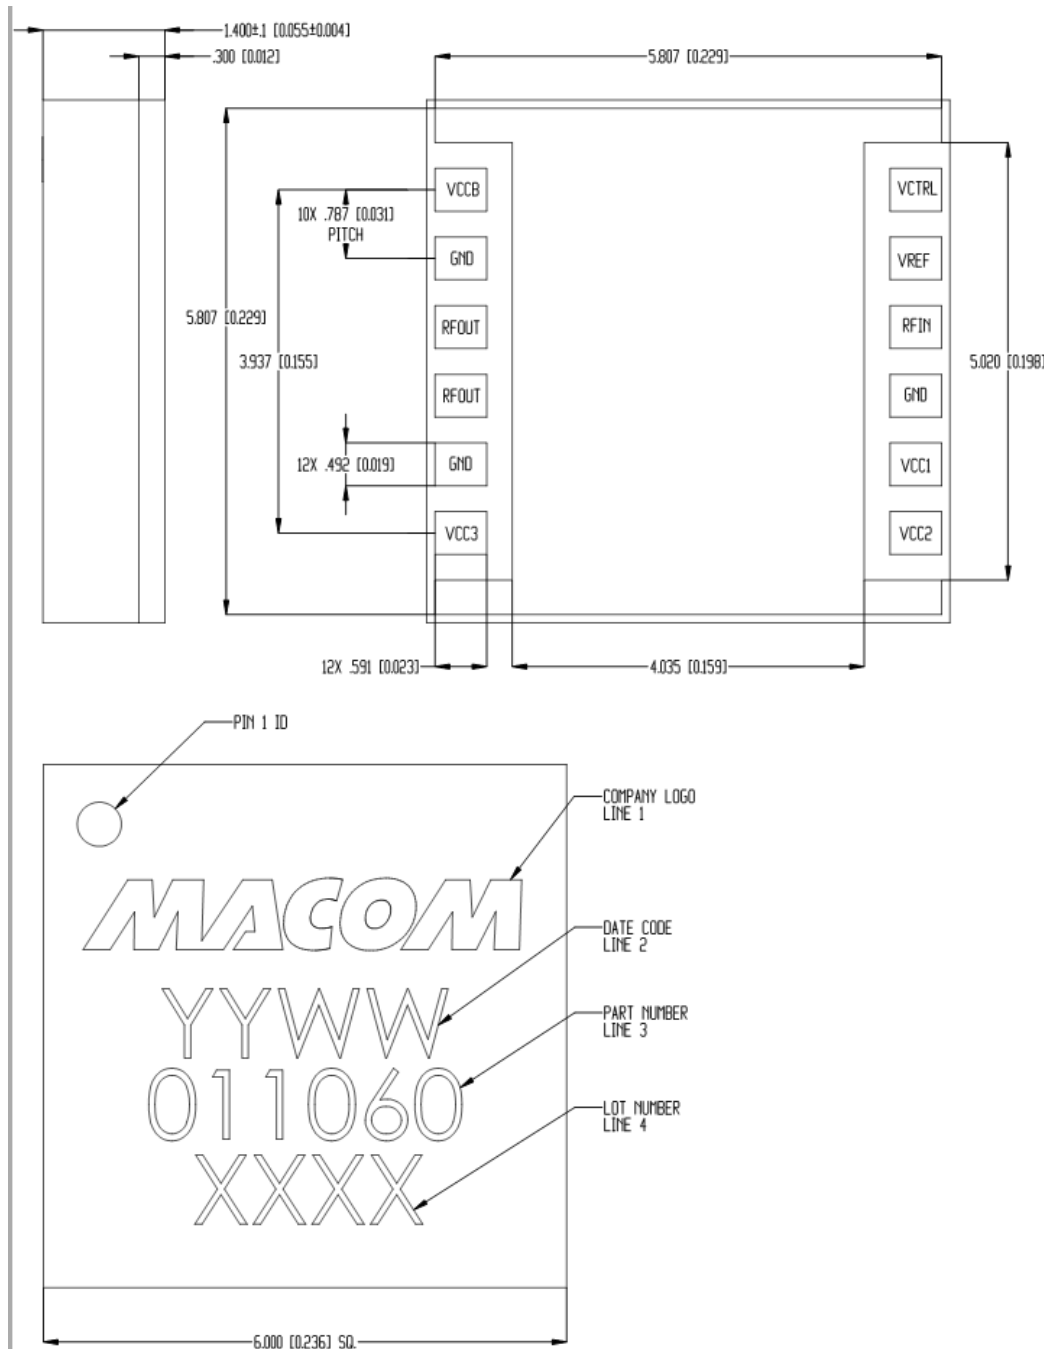 1.400±.1 [0.055±0.004]
.300 [0.012]
5.807 [0.229]
VCCB
VCTRL
10X .787 [0.031]
PITCH
GND
VREF
5.807 [0.229]
RFOUT
RFIN
3.937 [0.155]
5.020 [0.198]
RFOUT
GND
12X .492 [0.019]
GND
VCC1
VCC3
VCC2
12X .591 [0.023]
4.035 [0.159]
PIN 1 ID
COMPANY LOGO
LINE 1
MACOM
DATE CODE
LINE 2
YYWW
PART NUMBER
LINE 3
011060
LOT NUMBER
LINE 4
XXXX
6.000 [0.236] SQ.